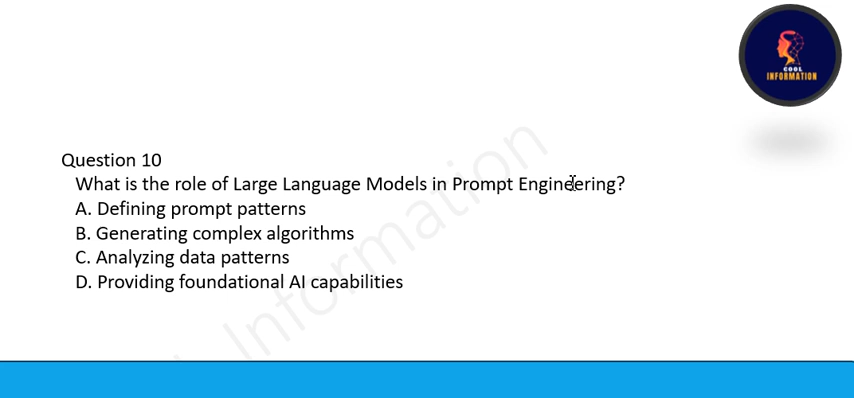 COOL
INFORMATION
Question 10
What is the role of Large Language Models in Prompt Engineering?
A. Defining prompt patterns
B. Generating complex algorithms
C. Analyzing data patterns
D. Providing foundational AI capabilities
Information